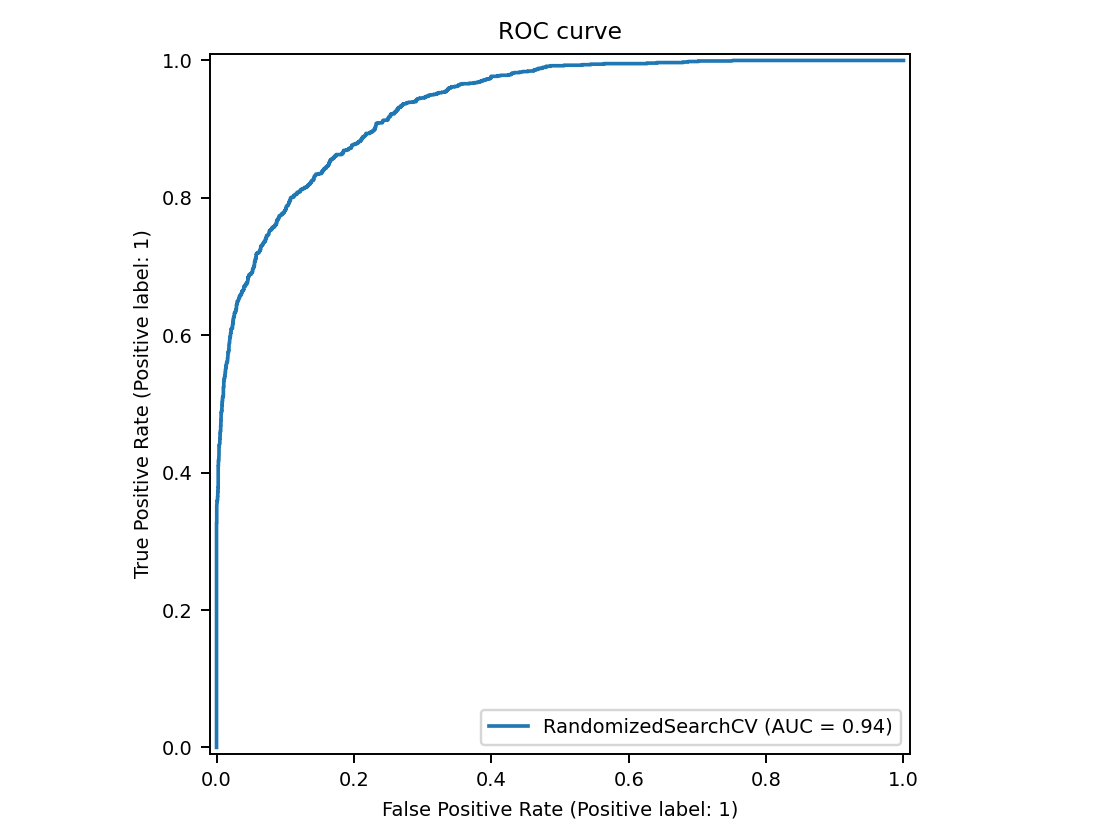 ROC curve
1.0
0.8
0.6
0.4
0.2
0.0
True Positive Rate (Positive label: 1)
RandomizedSearchCV (AUC = 0.94)
0.0 0.2 0.4 0.6 0.8 1.0
False Positive Rate (Positive label: 1)